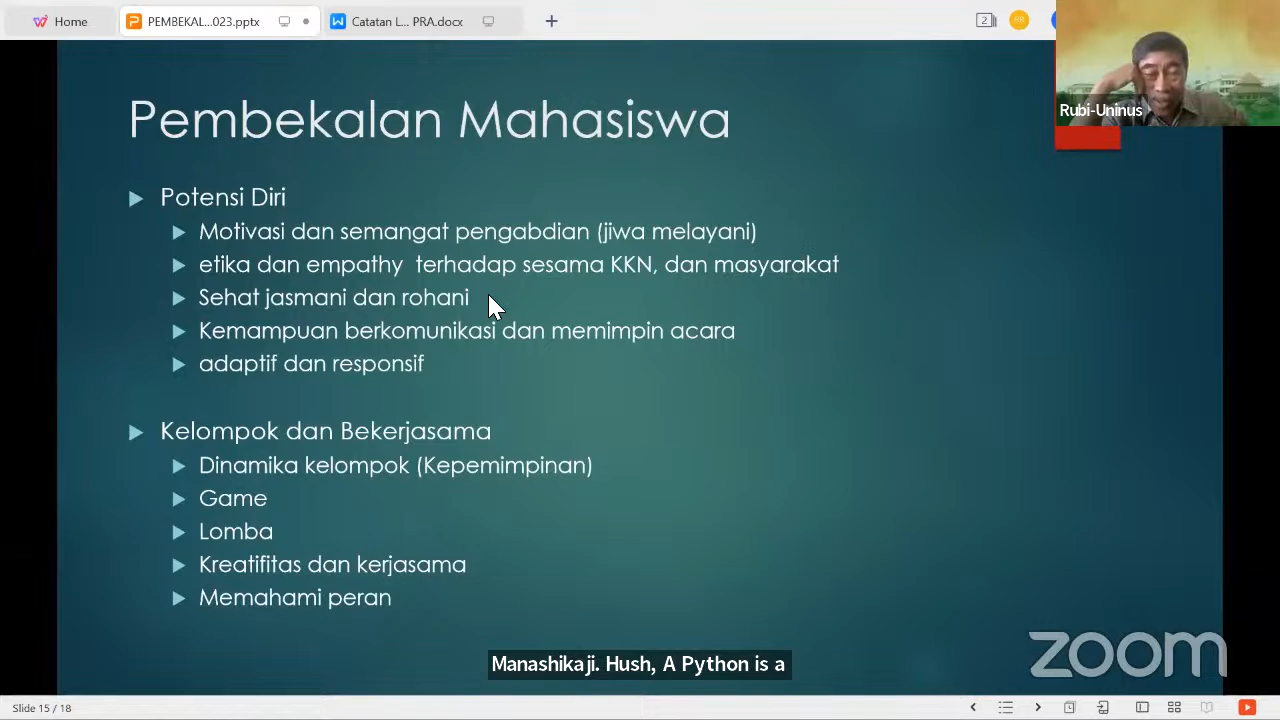 Home
PEMBEKAL...023.pptx
Catatan L... PRA.docx
2
RB
Rubi-Uninus
Pembekalan Mahasiswa
Potensi Diri
Motivasi dan semangat pengabdian (jiwa melayani)
etika dan empathy terhadap sesama KKN, dan masyarakat
Sehat jasmani dan rohani
Kemampuan berkomunikasi dan memimpin acara
adaptif dan responsif
Kelompok dan Bekerjasama
Dinamika kelompok (Kepemimpinan)
Game
Lomba
Kreatifitas dan kerjasama
Memahami peran
zoom
Manashikaji. Hush, A Python is a
Slide 15 / 18